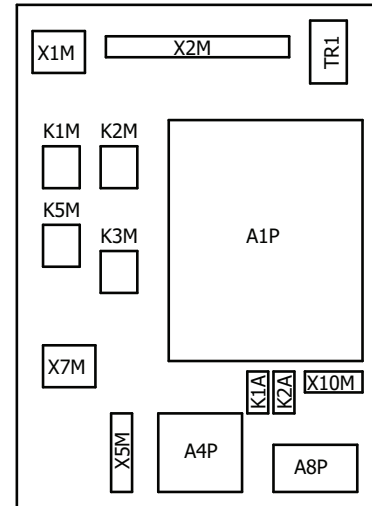 X1M
X2M
TR1
K1M
K2M
K5M
K3M
A1P
X7M
K1A
K2A
X10M
X5M
A4P
A8P